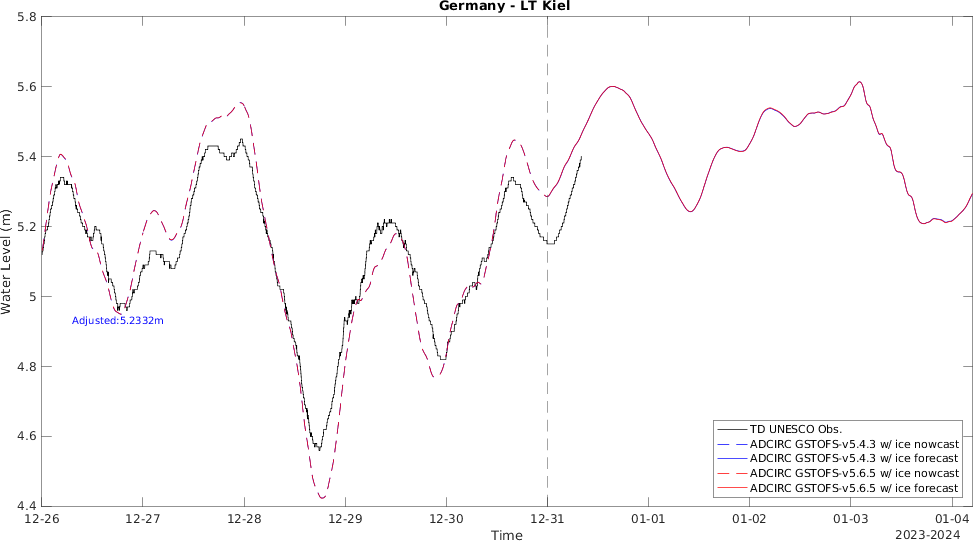 Germany - LT Kiel
5.8
5.6
5.4
5.2
5
4.8
4.6
4.4
Water Level (m)
Adjusted:5.2332m
TD UNESCO Obs.
ADCIRC GSTOFS-v5.4.3 w/ ice nowcast
ADCIRC GSTOFS-v5.4.3 w/ ice forecast
ADCIRC GSTOFS-v5.6.5 w/ ice nowcast
ADCIRC GSTOFS-v5.6.5 w/ ice forecast
12-26 12-27 12-28 12-29 12-30 12-31 01-01 01-02 01-03 01-04
Time
2023-2024